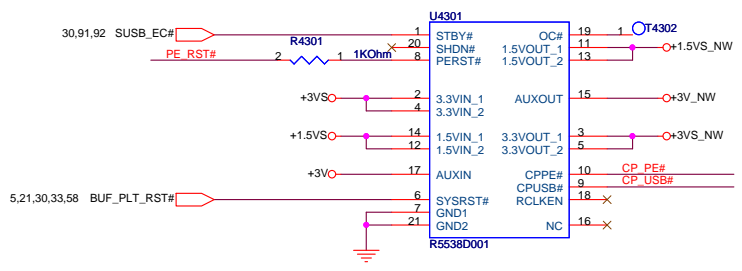 U4301
30,91,92 SUSB_EC# 1 STBY# OC# 19 1 T4302
R4301 20 SHDN# 1.5VOUT_1 11 +1.5VS_NW
PE_RST# 2 1 1KOhm 8 PERST# 1.5VOUT_2 13
+3VS 2 3.3VIN_1 AUXOUT 15 +3V_NW
4 3.3VIN_2
+1.5VS 14 1.5VIN_1 3.3VOUT_1 3 +3VS_NW
12 1.5VIN_2 3.3VOUT_2 5
+3V 17 AUXIN CPPE# 10 CP_PE#
CPUSB# 9 CP_USB#
5,21,30,33,58 BUF_PLT_RST# 6 SYSRST# RCLKEN 18
7 GND1
21 GND2 NC 16
R5538D001